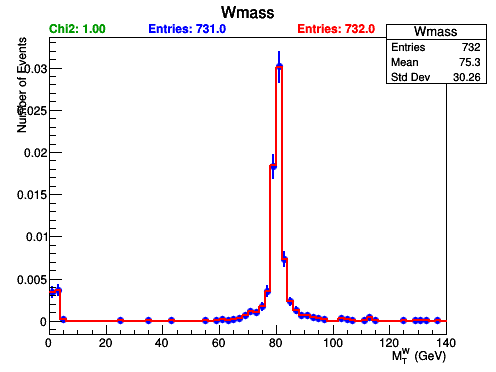 Wmass
Chi2: 1.00 Entries: 731.0 Entries: 732.0
Wmass
Entries 732
Mean 75.3
Std Dev 30.26
Number of Events
0.03
0.025
0.02
0.015
0.01
0.005
0
0 20 40 60 80 100 120 140
M_T^W (GeV)